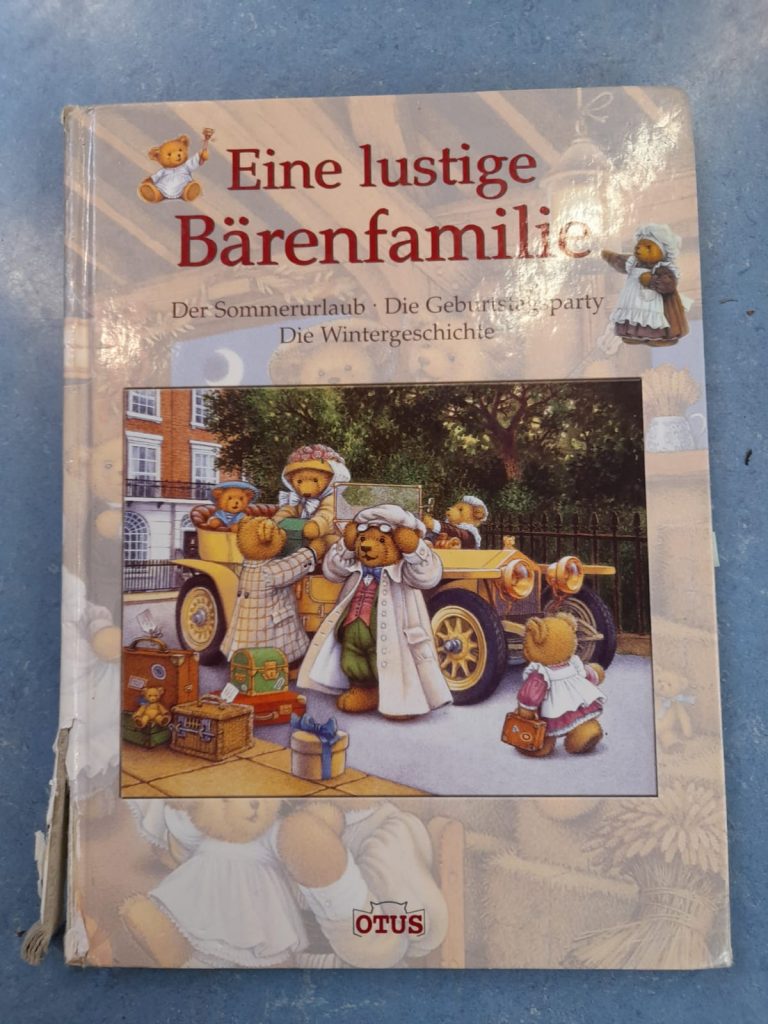 Eine lustige
Bärenfamilie
Der Sommerurlaub · Die Geburtstagsparty
Die Wintergeschichte
OTUS